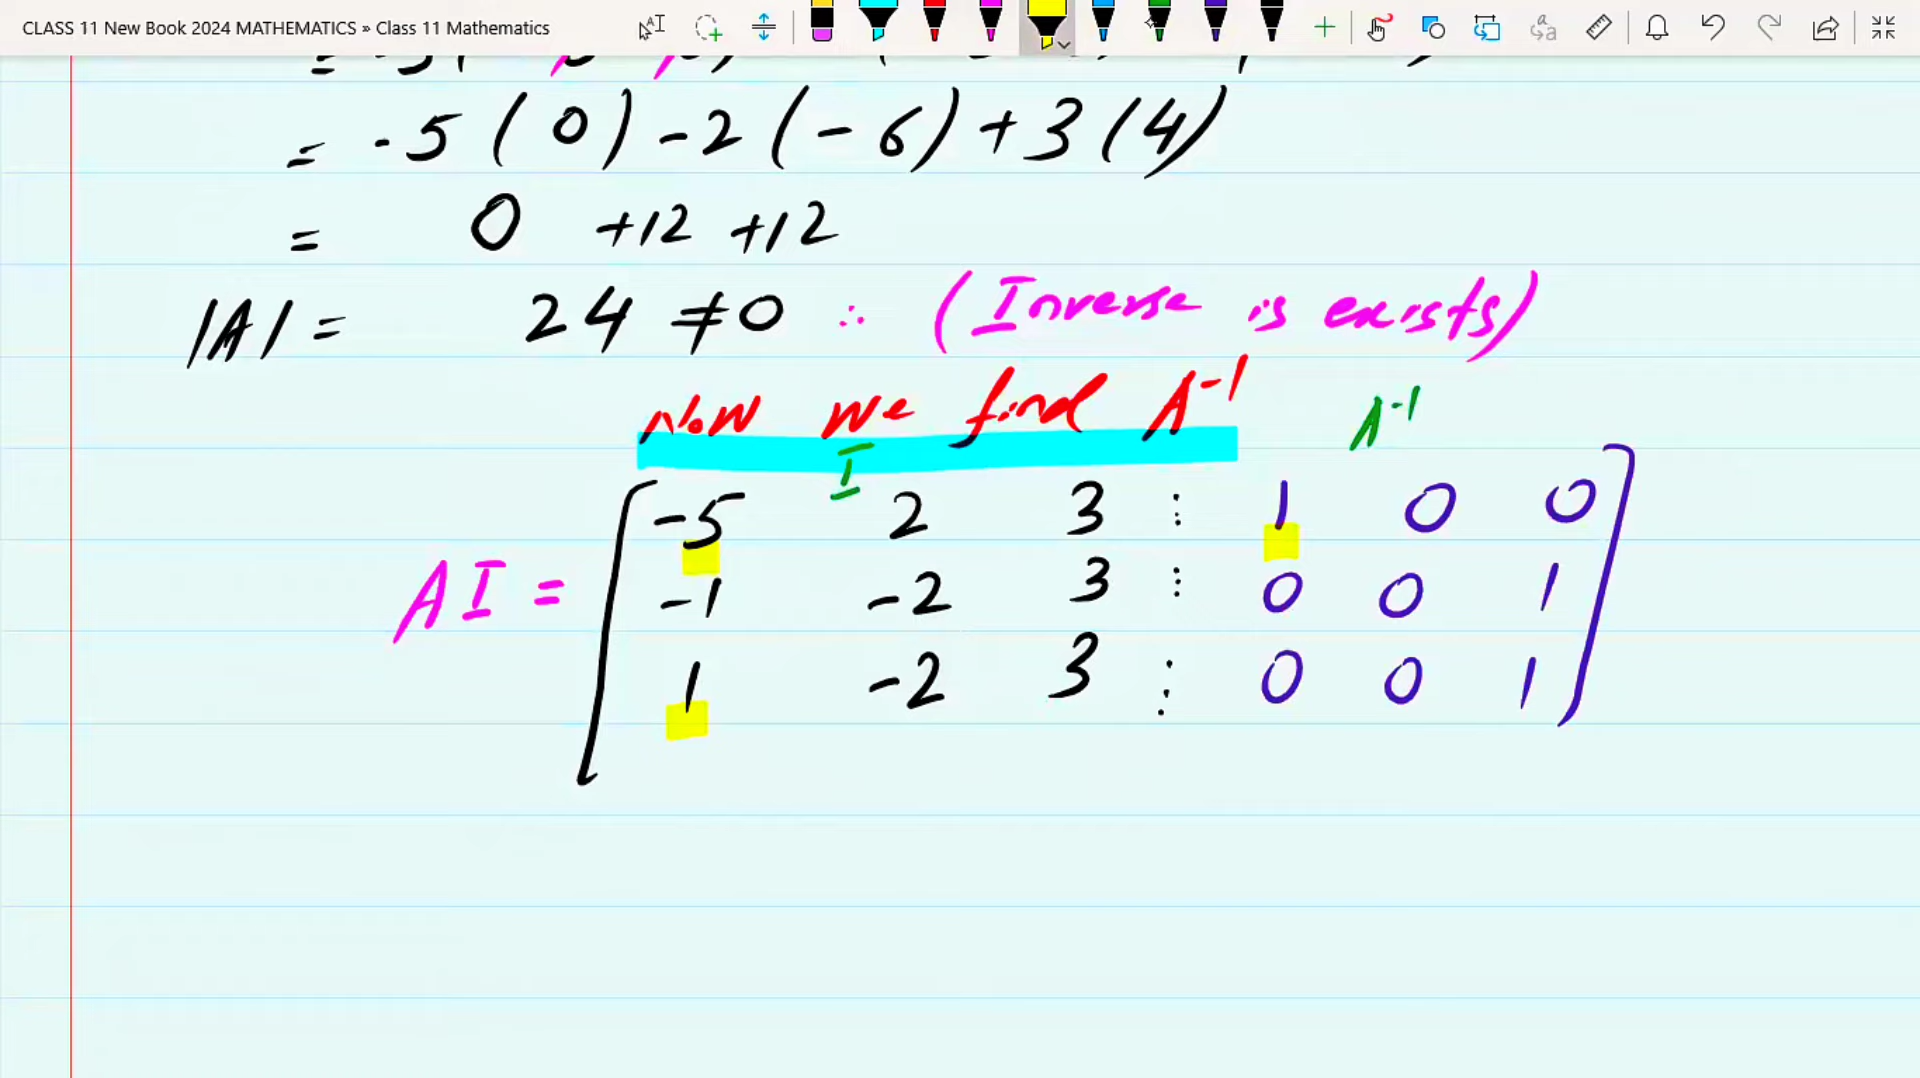 CLASS 11 New Book 2024 MATHEMATICS » Class 11 Mathematics
= -5 ( 0 ) -2 ( - 6 ) + 3 ( 4 )
= 0 +12 +12
|A| = 24 ≠ 0 ∴ (Inverse is exists)
Now We find A⁻¹
I A⁻¹
-5 2 3 ⋮ 1 0 0
AI = -1 -2 3 ⋮ 0 0 1
1 -2 3 ⋮ 0 0 1